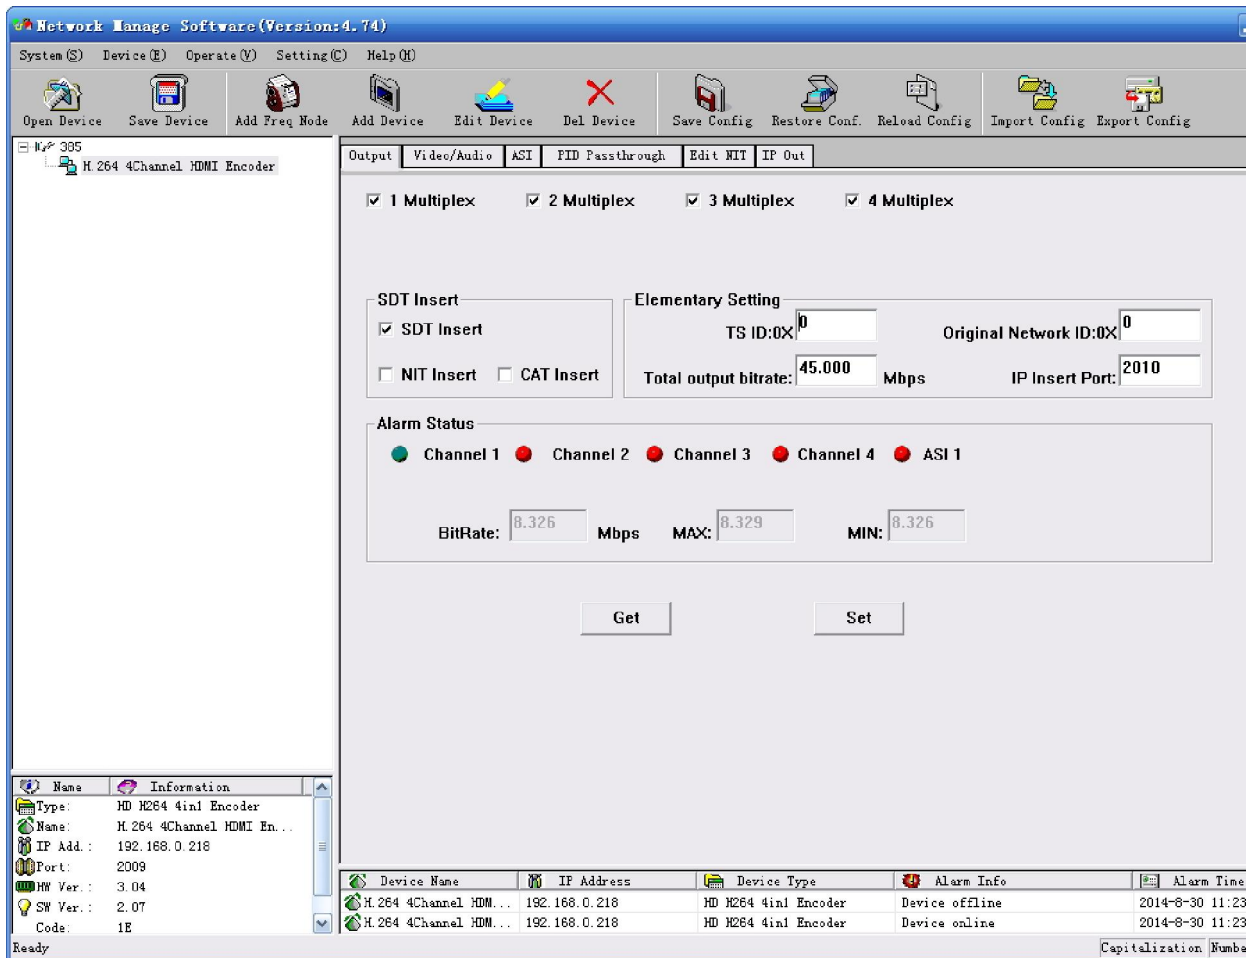 Network Manage Software(Version:4.74)
System(S) Device(E) Operate(V) Setting(C) Help(H)
Open Device Save Device Add Freq Node Add Device Edit Device Del Device Save Config Restore Conf. Reload Config Import Config Export Config
385
H.264 4Channel HDMI Encoder
Output Video/Audio ASI PID Passthrough Edit NIT IP Out
1 Multiplex 2 Multiplex 3 Multiplex 4 Multiplex
SDT Insert
SDT Insert
NIT Insert CAT Insert
Elementary Setting
TS ID:0X 0 Original Network ID:0X 0
Total output bitrate: 45.000 Mbps IP Insert Port: 2010
Alarm Status
Channel 1 Channel 2 Channel 3 Channel 4 ASI 1
BitRate: 8.326 Mbps MAX: 8.329 MIN: 8.326
Get Set
Name Information
Type: HD H264 4in1 Encoder
Name: H.264 4Channel HDMI En...
IP Add.: 192.168.0.218
Port: 2009
HW Ver.: 3.04
SW Ver.: 2.07
Code: 1E
Device Name IP Address Device Type Alarm Info Alarm Time
H.264 4Channel HDM... 192.168.0.218 HD H264 4in1 Encoder Device offline 2014-8-30 11:23
H.264 4Channel HDM... 192.168.0.218 HD H264 4in1 Encoder Device online 2014-8-30 11:23
Ready Capitalization Numbe